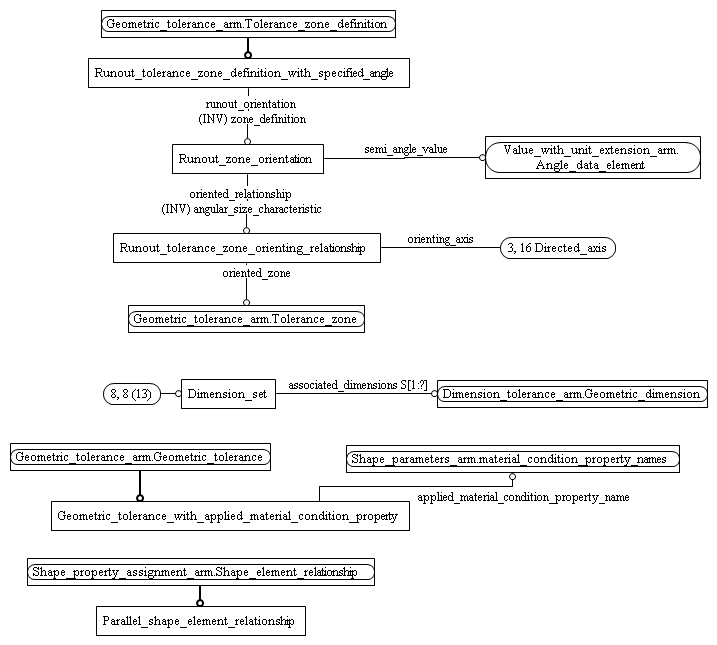 Geometric_tolerance_arm.Tolerance_zone_definition
Runout_tolerance_zone_definition_with_specified_angle
runout_orientation
(INV) zone_definition
Runout_zone_orientation
semi_angle_value
Value_with_unit_extension_arm.
Angle_data_element
oriented_relationship
(INV) angular_size_characteristic
Runout_tolerance_zone_orienting_relationship
orienting_axis
3, 16 Directed_axis
oriented_zone
Geometric_tolerance_arm.Tolerance_zone
8, 8 (13)
Dimension_set
associated_dimensions S[1:?]
Dimension_tolerance_arm.Geometric_dimension
Geometric_tolerance_arm.Geometric_tolerance
Shape_parameters_arm.material_condition_property_names
applied_material_condition_property_name
Geometric_tolerance_with_applied_material_condition_property
Shape_property_assignment_arm.Shape_element_relationship
Parallel_shape_element_relationship